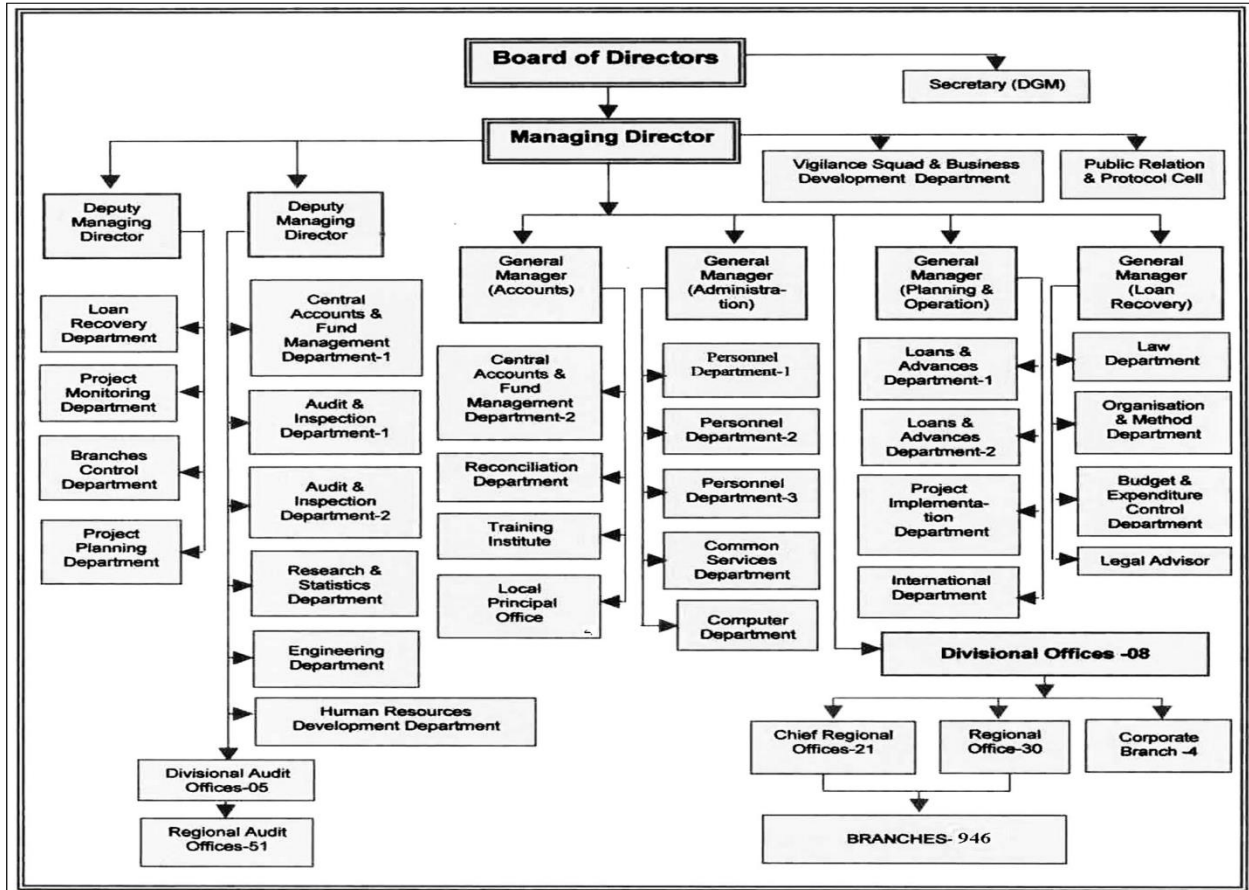 Board of Directors
Secretary (DGM)
Managing Director
Vigilance Squad & Business
Development Department
Public Relation
& Protocol Cell
Deputy
Managing
Director
Deputy
Managing
Director
General
Manager
(Accounts)
General
Manager
(Administra-
tion)
General
Manager
(Planning &
Operation)
General
Manager
(Loan
Recovery)
Loan
Recovery
Department
Project
Monitoring
Department
Branches
Control
Department
Project
Planning
Department
Central
Accounts &
Fund
Management
Department-1
Audit &
Inspection
Department-1
Audit &
Inspection
Department-2
Research &
Statistics
Department
Engineering
Department
Human Resources
Development Department
Divisional Audit
Offices-05
Regional Audit
Offices-51
Central
Accounts &
Fund
Management
Department-2
Reconciliation
Department
Training
Institute
Local
Principal
Office
Personnel
Department-1
Personnel
Department-2
Personnel
Department-3
Common
Services
Department
Computer
Department
Loans &
Advances
Department-1
Loans &
Advances
Department-2
Project
Implementa-
tion
Department
International
Department
Law
Department
Organisation
& Method
Department
Budget &
Expenditure
Control
Department
Legal Advisor
Divisional Offices -08
Chief Regional
Offices-21
Regional
Office-30
Corporate
Branch -4
BRANCHES- 946